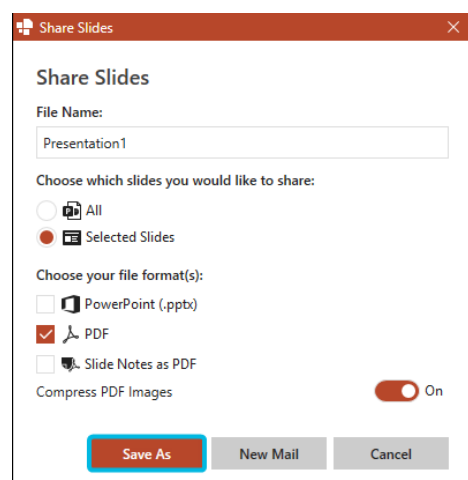 Share Slides
Share Slides
File Name:
Presentation1
Choose which slides you would like to share:
All
Selected Slides
Choose your file format(s):
PowerPoint (.pptx)
PDF
Slide Notes as PDF
Compress PDF Images On
Save As New Mail Cancel